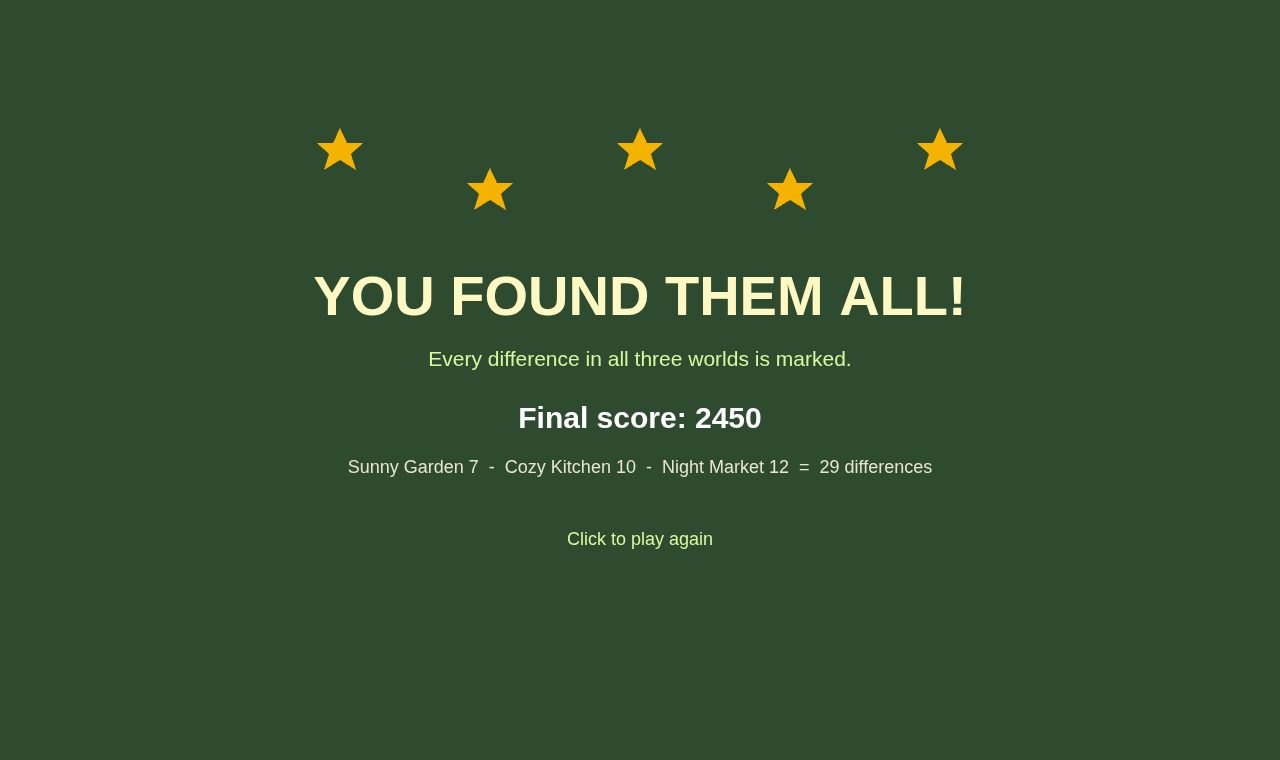 YOU FOUND THEM ALL!
Every difference in all three worlds is marked.
Final score: 2450
Sunny Garden 7 - Cozy Kitchen 10 - Night Market 12 = 29 differences
Click to play again